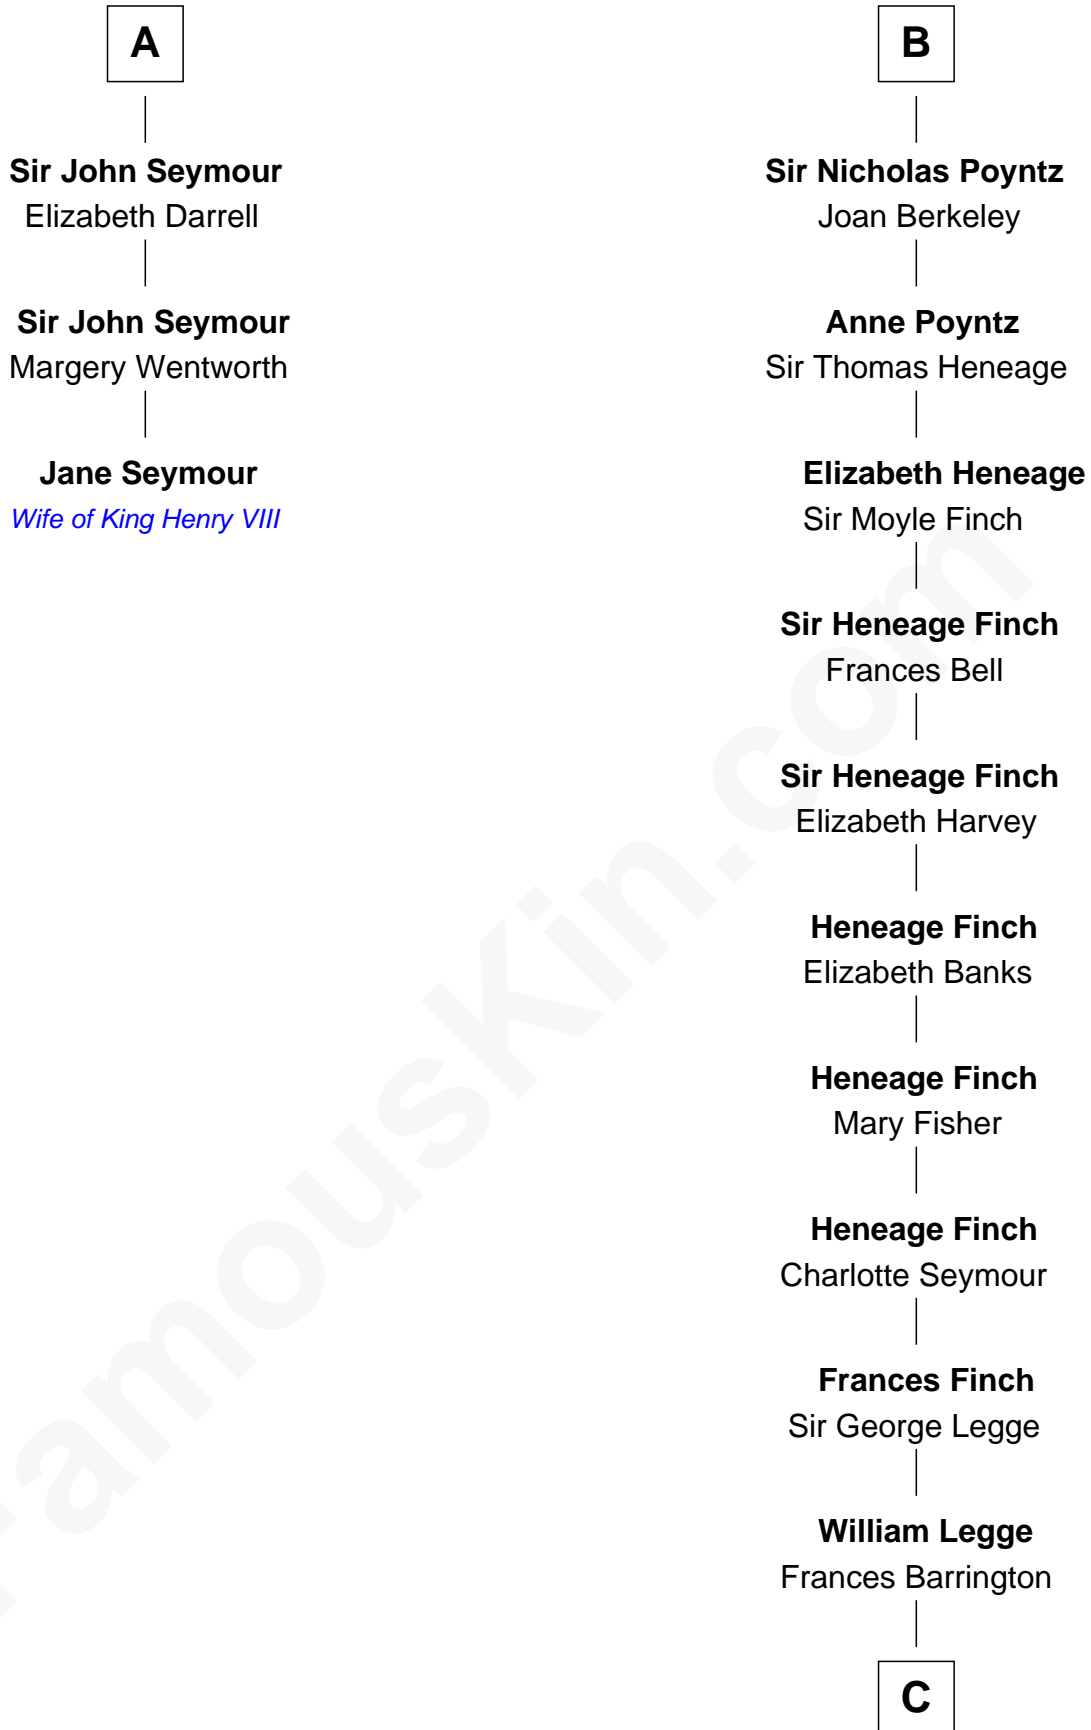 A
Sir John Seymour
Elizabeth Darrell
Sir John Seymour
Margery Wentworth
Jane Seymour
Wife of King Henry VIII
B
Sir Nicholas Poyntz
Joan Berkeley
Anne Poyntz
Sir Thomas Heneage
Elizabeth Heneage
Sir Moyle Finch
Sir Heneage Finch
Frances Bell
Sir Heneage Finch
Elizabeth Harvey
Heneage Finch
Elizabeth Banks
Heneage Finch
Mary Fisher
Heneage Finch
Charlotte Seymour
Frances Finch
Sir George Legge
William Legge
Frances Barrington
C
FamousKin.com